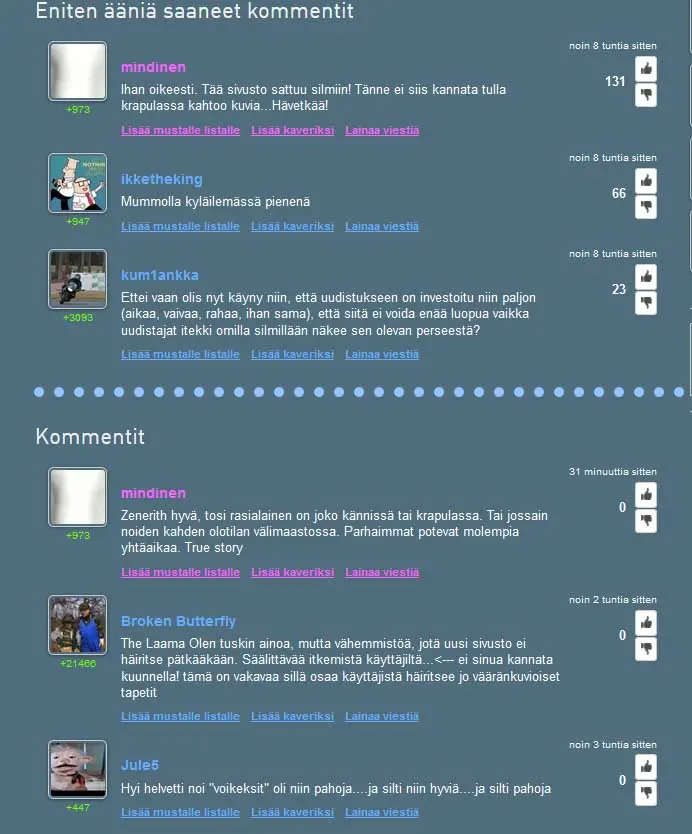 Eniten ääniä saaneet kommentit
noin 8 tuntia sitten
mindinen
131
Ihan oikeesti. Tää sivusto sattuu silmiin! Tänne ei siis kannata tulla
krapulassa kahtoo kuvia...Hävetkää!
+973
Lisää mustalle listalle Lisää kaveriksi Lainaa viestiä
noin 8 tuntia sitten
ikketheking
66
Mummolla kyläilemässä pienenä
+947
Lisää mustalle listalle Lisää kaveriksi Lainaa viestiä
noin 8 tuntia sitten
kum1ankka
23
Ettei vaan olis nyt käyny niin, että uudistukseen on investoitu niin paljon
(aikaa, vaivaa, rahaa, ihan sama), että siitä ei voida enää luopua vaikka
+3093
uudistajat itekki omilla silmillään näkee sen olevan perseestä?
Lisää mustalle listalle Lisää kaveriksi Lainaa viestiä
Kommentit
31 minuuttia sitten
mindinen
0
Zenerith hyvä, tosi rasialainen on joko kännissä tai krapulassa. Tai jossain
noiden kahden olotilan välimaastossa. Parhaimmat potevat molempia
+973
yhtäaikaa. True story
Lisää mustalle listalle Lisää kaveriksi Lainaa viestiä
noin 2 tuntia sitten
Broken Butterfly
0
The Laama Olen tuskin ainoa, mutta vähemmistöä, jotä uusi sivusto ei
häiritse pätkääkään. Säälittävää itkemistä käyttäjiltä...<--- ei sinua kannata
+21466
kuunnella! tämä on vakavaa sillä osaa käyttäjistä häiritsee jo vääränkuvioiset
tapetit
Lisää mustalle listalle Lisää kaveriksi Lainaa viestiä
noin 3 tuntia sitten
Jule5
0
Hyi helvetti noi "voikeksit" oli niin pahoja....ja silti niin hyviä....ja silti pahoja
+447
Lisää mustalle listalle Lisää kaveriksi Lainaa viestiä